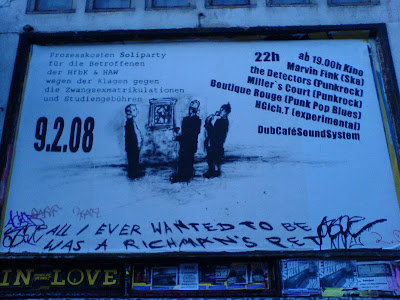 Prozesskosten Soliparty
für die Betroffenen
der HfbK & HAW
wegen der Klagen gegen
die Zwangsexmatrikulationen
und Studiengebühren
9.2.08
22h
ab 19.00h Kino
Marvin Fink (Ska)
the Detectors (Punkrock)
Miller`s Court (Punkrock)
Boutique Rouge (Punk Pop Blues)
HGich.T (experimental)
DubCaféSoundSystem
ALL I EVER WANTED TO BE
WAS A RICHMAN'S PET
IN LOVE